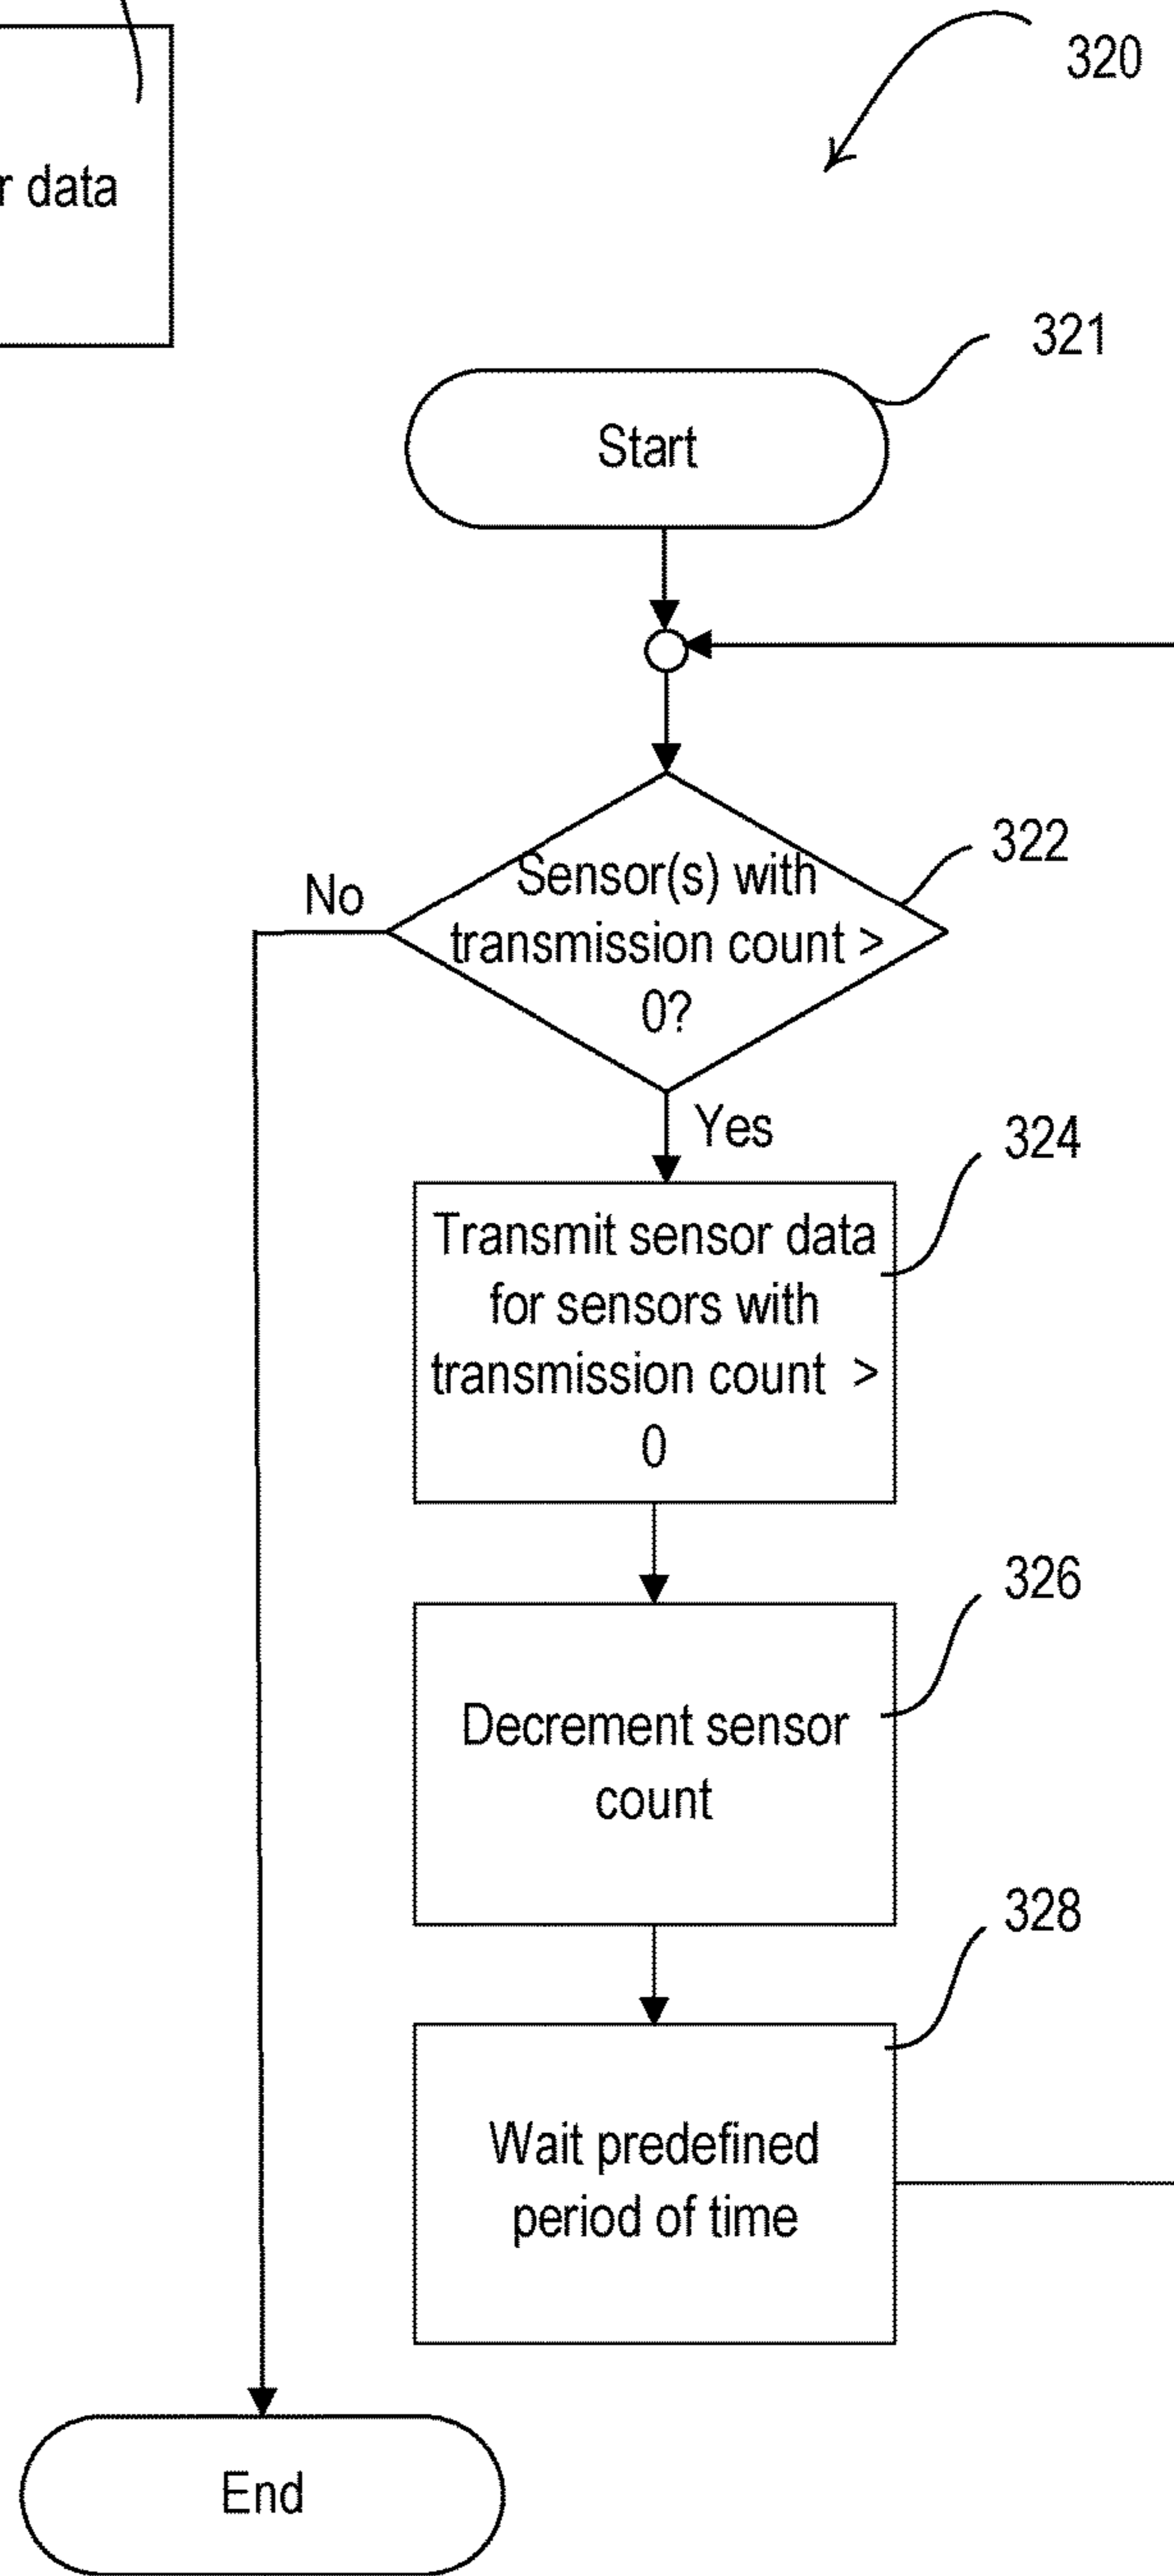 320
data
321
Start
322
No
Sensor(s) with
transmission count >
0?
Yes
324
Transmit sensor data
for sensors with
transmission count >
0
326
Decrement sensor
count
328
Wait predefined
period of time
End